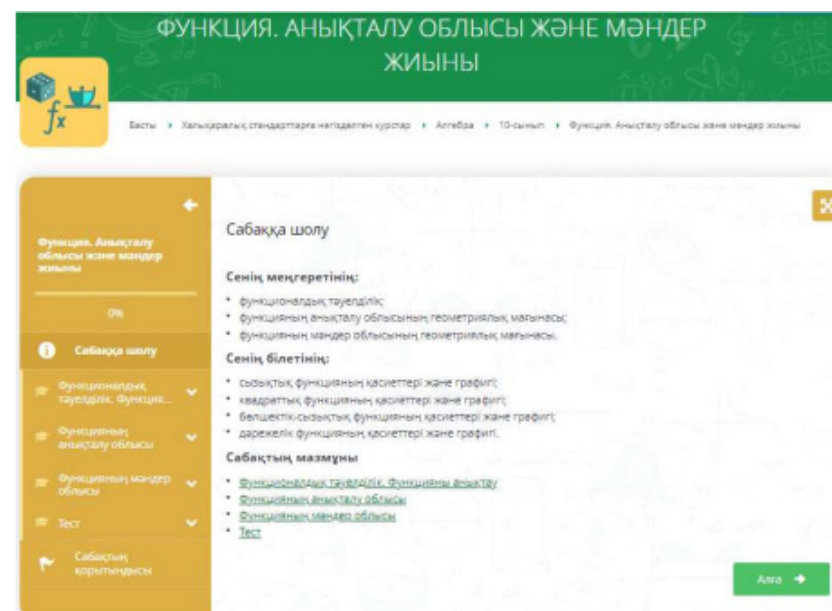 ФУНКЦИЯ. АНЫҚТАЛУ ОБЛЫСЫ ЖӘНЕ МӘНДЕР
ЖИЫНЫ
Басты Халықаралық стандарттарға негізделген курстар Алгебра 10-сынып Функция. Анықталу облысы және мәндер жиыны
fx
Функция. Анықталу
облысы және мәндер
жиыны
0%
Сабаққа шолу
Функционалдық
тәуелділік. Функция...
Функцияның
анықталу облысы
Функцияның мәндер
облысы
Тест
Сабақтың
қорытындысы
Сабаққа шолу
Сенің меңгеретінің:
• функционалдық тәуелділік;
• функцияның анықталу облысының геометриялық мағынасы;
• функцияның мәндер облысының геометриялық мағынасы.
Сенің білетінің:
• сызықтық функцияның қасиеттері және графигі;
• квадраттық функцияның қасиеттері және графигі;
• бөлшектік-сызықтық функцияның қасиеттері және графигі;
• дәрежелік функцияның қасиеттері және графигі.
Сабақтың мазмұны
• Функционалдық тәуелділік. Функцияны анықтау
• Функцияның анықталу облысы
• Функцияның мәндер облысы
• Тест
Алға